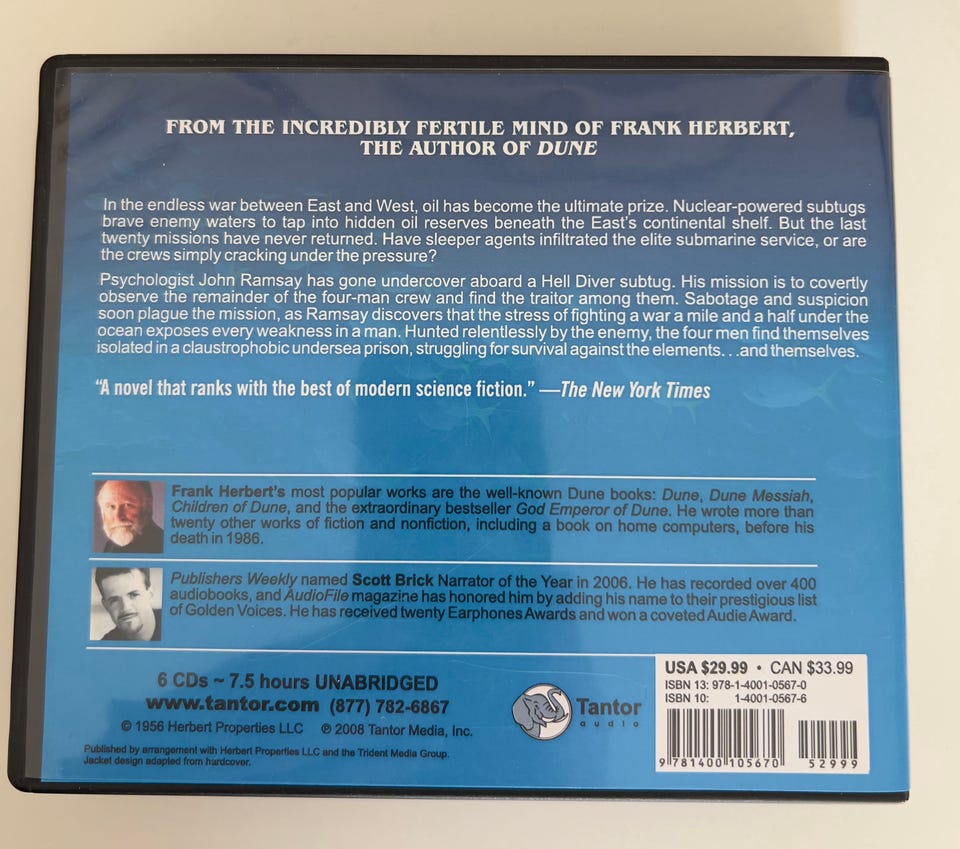 FROM THE INCREDIBLY FERTILE MIND OF FRANK HERBERT,
THE AUTHOR OF DUNE
In the endless war between East and West, oil has become the ultimate prize. Nuclear-powered subtugs
brave enemy waters to tap into hidden oil reserves beneath the East's continental shelf. But the last
twenty missions have never returned. Have sleeper agents infiltrated the elite submarine service, or are
the crews simply cracking under the pressure?
Psychologist John Ramsay has gone undercover aboard a Hell Diver subtug. His mission is to covertly
observe the remainder of the four-man crew and find the traitor among them. Sabotage and suspicion
soon plague the mission, as Ramsay discovers that the stress of fighting a war a mile and a half under the
ocean exposes every weakness in a man. Hunted relentlessly by the enemy, the four men find themselves
isolated in a claustrophobic undersea prison, struggling for survival against the elements. . .and themselves.
“A novel that ranks with the best of modern science fiction.” —The New York Times
Frank Herbert's most popular works are the well-known Dune books: Dune, Dune Messiah,
Children of Dune, and the extraordinary bestseller God Emperor of Dune. He wrote more than
twenty other works of fiction and nonfiction, including a book on home computers, before his
death in 1986.
Publishers Weekly named Scott Brick Narrator of the Year in 2006. He has recorded over 400
audiobooks, and AudioFile magazine has honored him by adding his name to their prestigious list
of Golden Voices. He has received twenty Earphones Awards and won a coveted Audie Award.
6 CDs ~ 7.5 hours UNABRIDGED
www.tantor.com (877) 782-6867
© 1956 Herbert Properties LLC ℗ 2008 Tantor Media, Inc.
Published by arrangement with Herbert Properties LLC and the Trident Media Group.
Jacket design adapted from hardcover.
Tantor
audio
USA $29.99 • CAN $33.99
ISBN 13: 978-1-4001-0567-0
ISBN 10: 1-4001-0567-6
9 781400 105670
52999